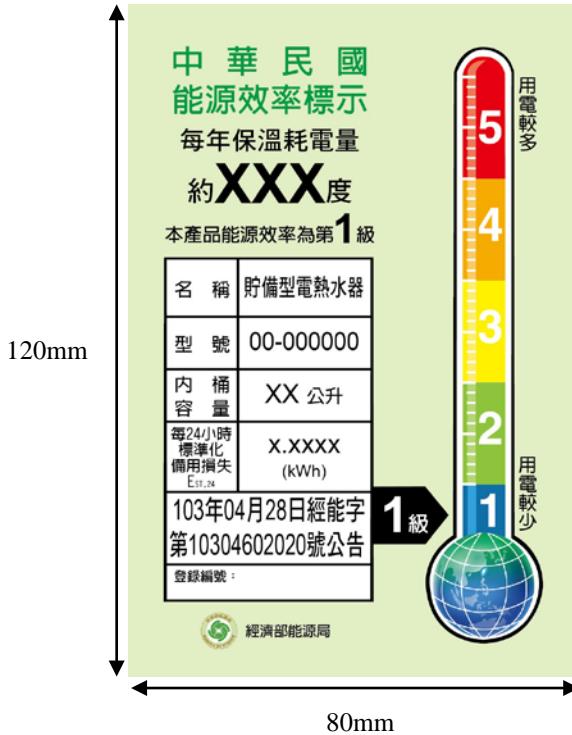 中華民國
能源效率標示
每年保溫耗電量
約XXX度
本產品能源效率為第1級
名稱 貯備型電熱水器
型號 00-000000
內桶容量 XX 公升
每24小時
標準化
備用損失
EST,24
X.XXXX
(kWh)
103年04月28日經能字
第10304602020號公告
登錄編號：
經濟部能源局
用電較多
5
4
3
2
1
用電較少
1級
120mm
80mm